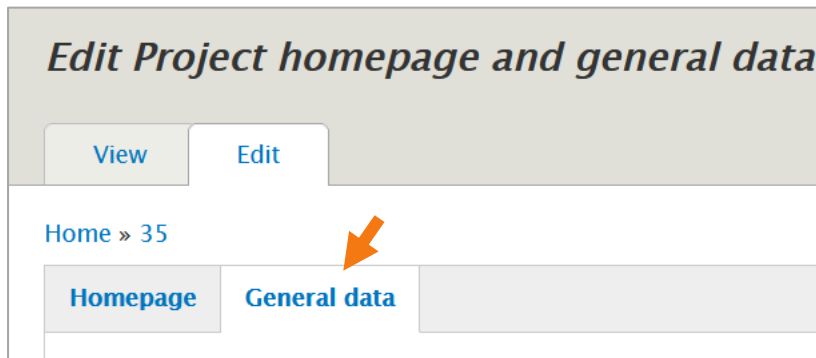 Edit Project homepage and general data
View Edit
Home » 35
Homepage General data